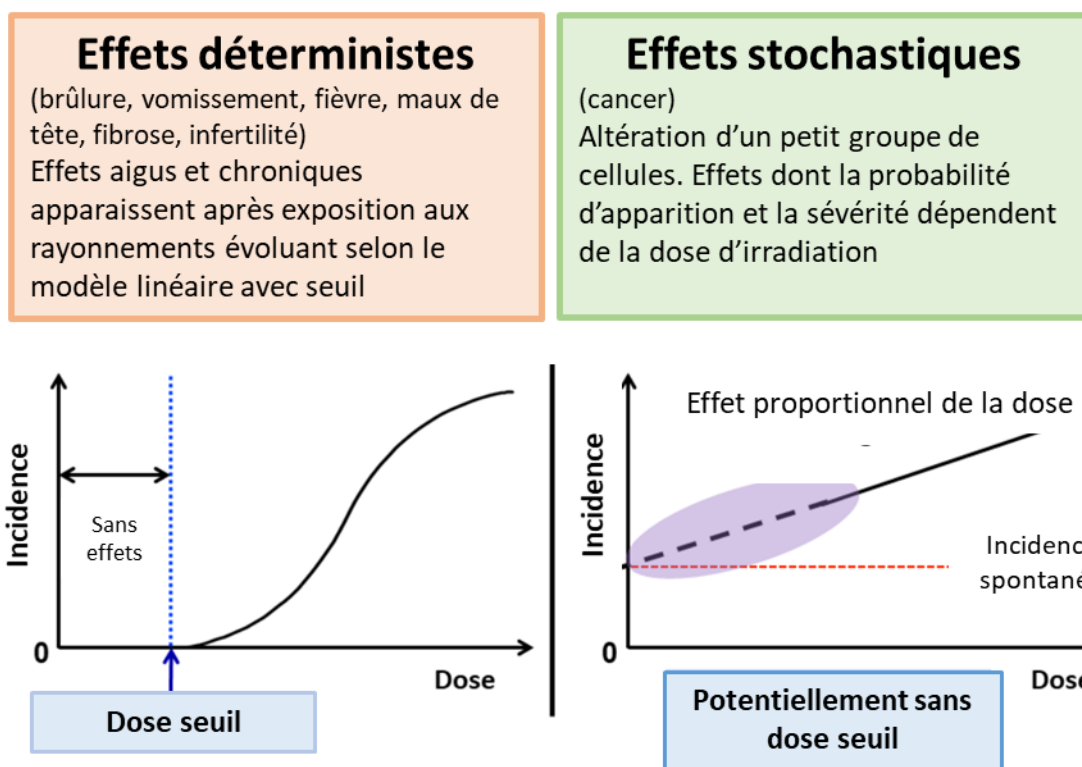 Effets déterministes
(brûlure, vomissement, fièvre, maux de
tête, fibrose, infertilité)
Effets aigus et chroniques
apparaissent après exposition aux
rayonnements évoluant selon le
modèle linéaire avec seuil
Effets stochastiques
(cancer)
Altération d’un petit groupe de
cellules. Effets dont la probabilité
d’apparition et la sévérité dépendent
de la dose d’irradiation
Incidence
Sans
effets
0
Dose
Dose seuil
Effet proportionnel de la dose
Incidence
Incidenc
spontané
0
Dose
Potentiellement sans
dose seuil